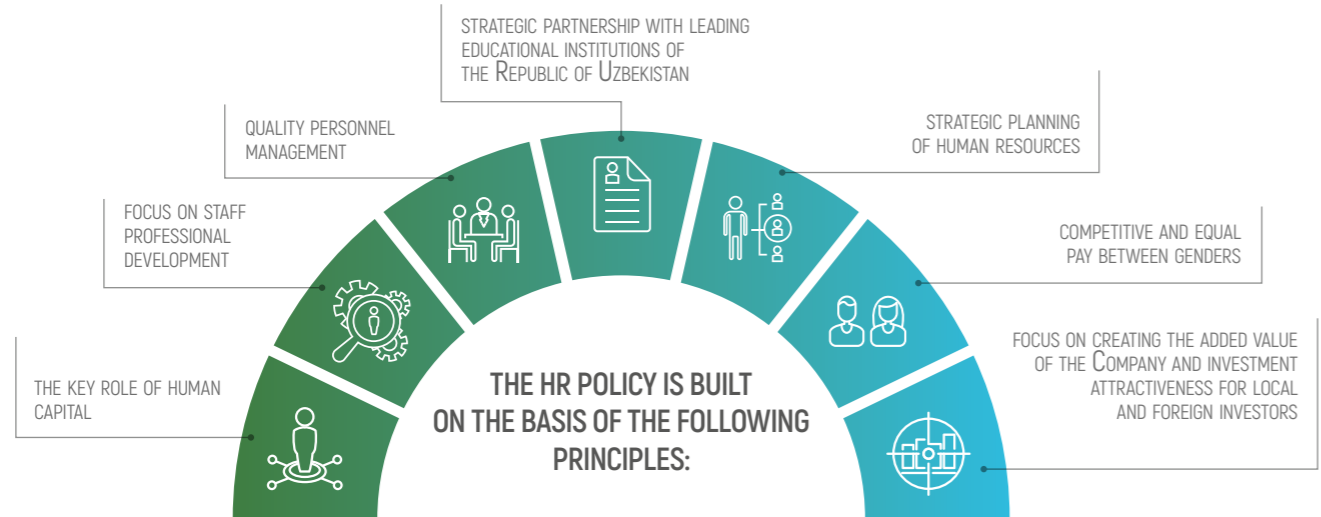 STRATEGIC PARTNERSHIP WITH LEADING
EDUCATIONAL INSTITUTIONS OF
THE REPUBLIC OF UZBEKISTAN
QUALITY PERSONNEL
MANAGEMENT
STRATEGIC PLANNING
OF HUMAN RESOURCES
FOCUS ON STAFF
PROFESSIONAL
DEVELOPMENT
COMPETITIVE AND EQUAL
PAY BETWEEN GENDERS
THE KEY ROLE OF HUMAN
CAPITAL
FOCUS ON CREATING THE ADDED VALUE
OF THE COMPANY AND INVESTMENT
ATTRACTIVENESS FOR LOCAL
AND FOREIGN INVESTORS
THE HR POLICY IS BUILT
ON THE BASIS OF THE FOLLOWING
PRINCIPLES: